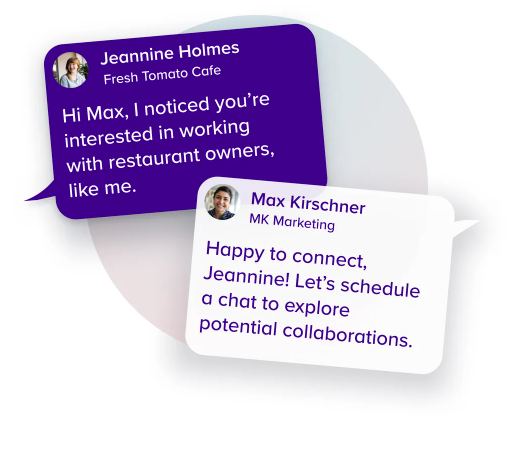 Jeannine Holmes
Fresh Tomato Cafe
Hi Max, I noticed you’re
interested in working
with restaurant owners,
like me.
Max Kirschner
MK Marketing
Happy to connect,
Jeannine! Let’s schedule
a chat to explore
potential collaborations.